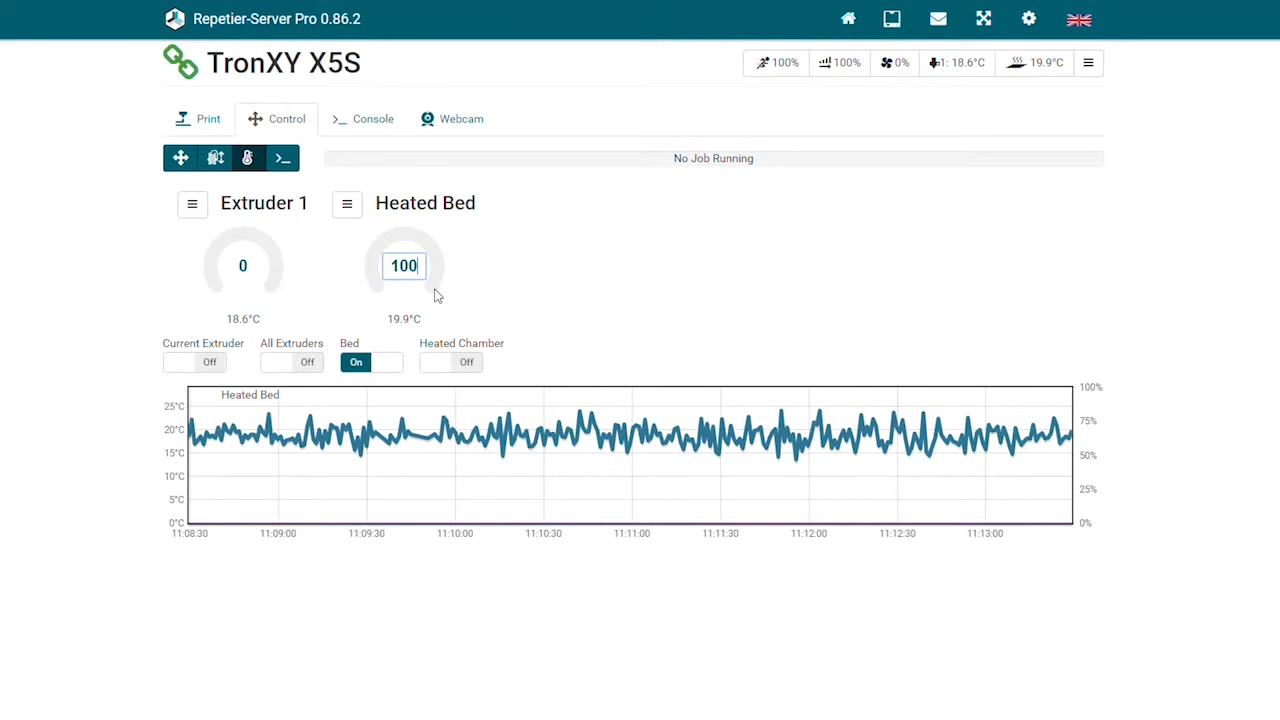 Repetier-Server Pro 0.86.2
TronXY X5S
100% 100% 0% 1: 18.6°C 19.9°C
Print Control Console Webcam
No Job Running
Extruder 1 Heated Bed
0 100
18.6°C 19.9°C
Current Extruder All Extruders Bed Heated Chamber
Off Off On Off
Heated Bed
25°C
20°C
15°C
10°C
5°C
0°C
100%
75%
50%
25%
0%
11:08:30 11:09:00 11:09:30 11:10:00 11:10:30 11:11:00 11:11:30 11:12:00 11:12:30 11:13:00